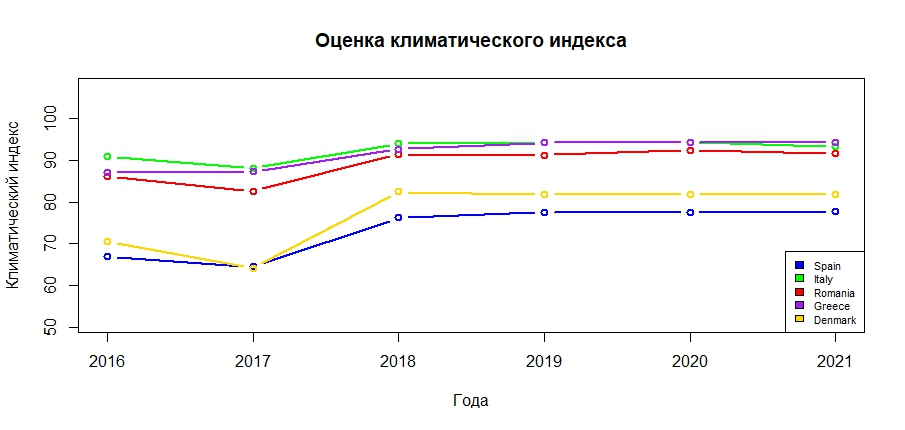 Оценка климатического индекса
Климатический индекс
100
90
80
70
60
50
Spain
Italy
Romania
Greece
Denmark
2016 2017 2018 2019 2020 2021
Года